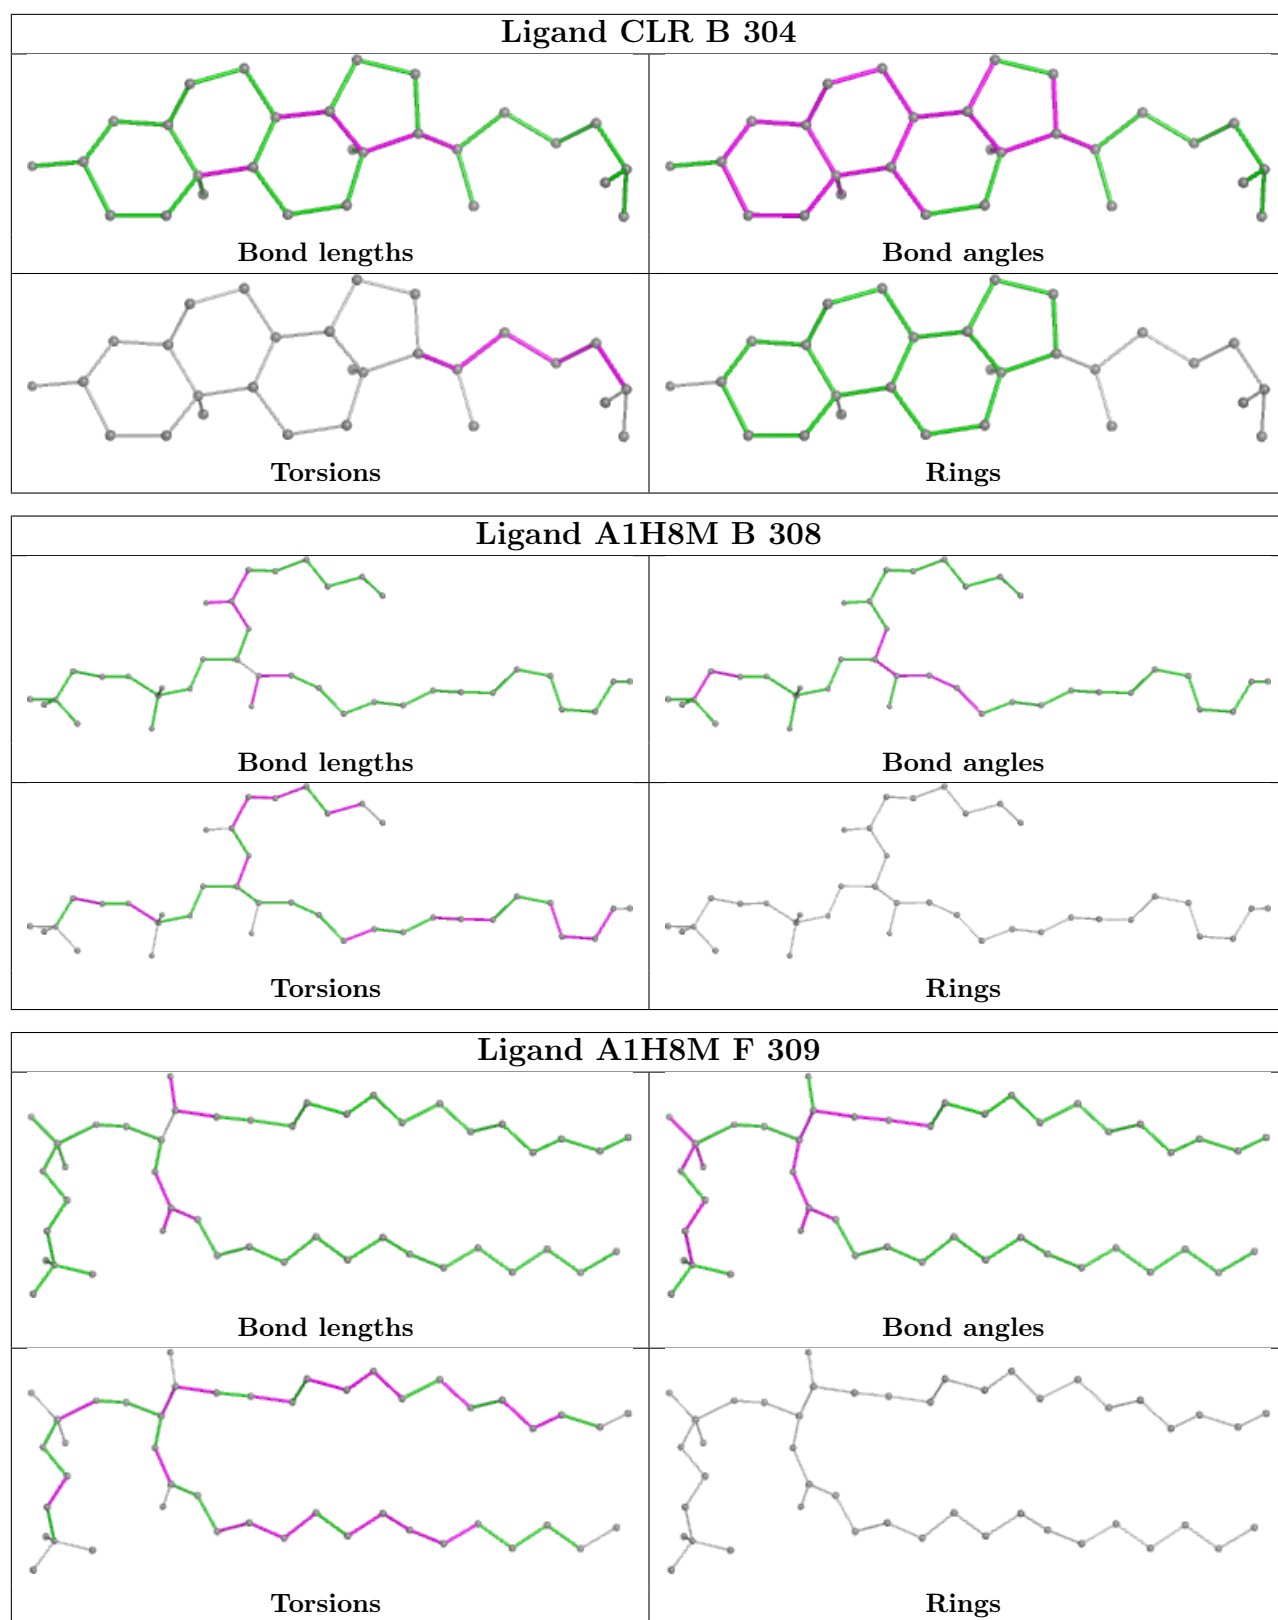 Ligand CLR B 304
Bond lengths
Bond angles
Torsions
Rings
Ligand A1H8M B 308
Bond lengths
Bond angles
Torsions
Rings
Ligand A1H8M F 309
Bond lengths
Bond angles
Torsions
Rings